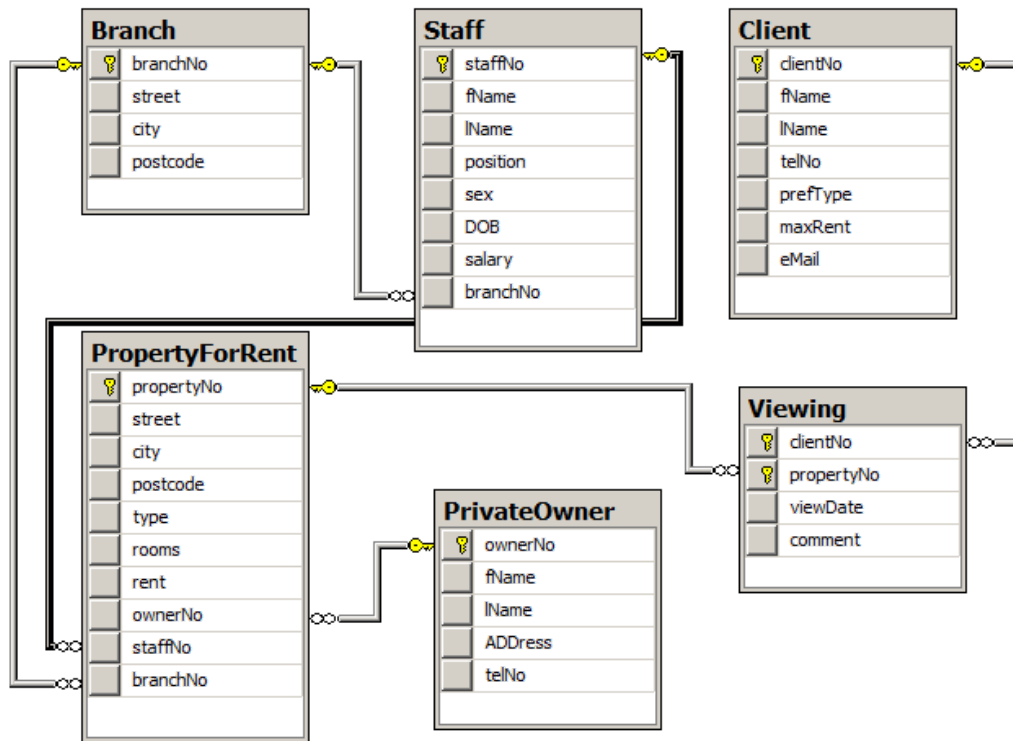 Branch
branchNo
street
city
postcode
Staff
staffNo
fName
lName
position
sex
DOB
salary
branchNo
Client
clientNo
fName
lName
telNo
prefType
maxRent
eMail
PropertyForRent
propertyNo
street
city
postcode
type
rooms
rent
ownerNo
staffNo
branchNo
PrivateOwner
ownerNo
fName
lName
ADDress
telNo
Viewing
clientNo
propertyNo
viewDate
comment